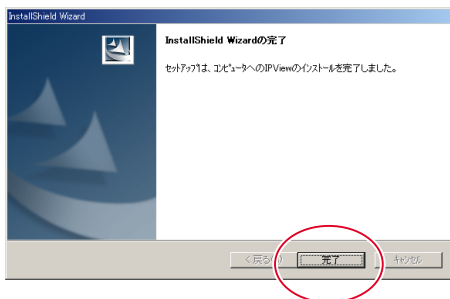 InstallShield Wizard
InstallShield Wizardの完了
セットアップは、コンピュータへのIPViewのインストールを完了しました。
< 戻る
完了
キャンセル